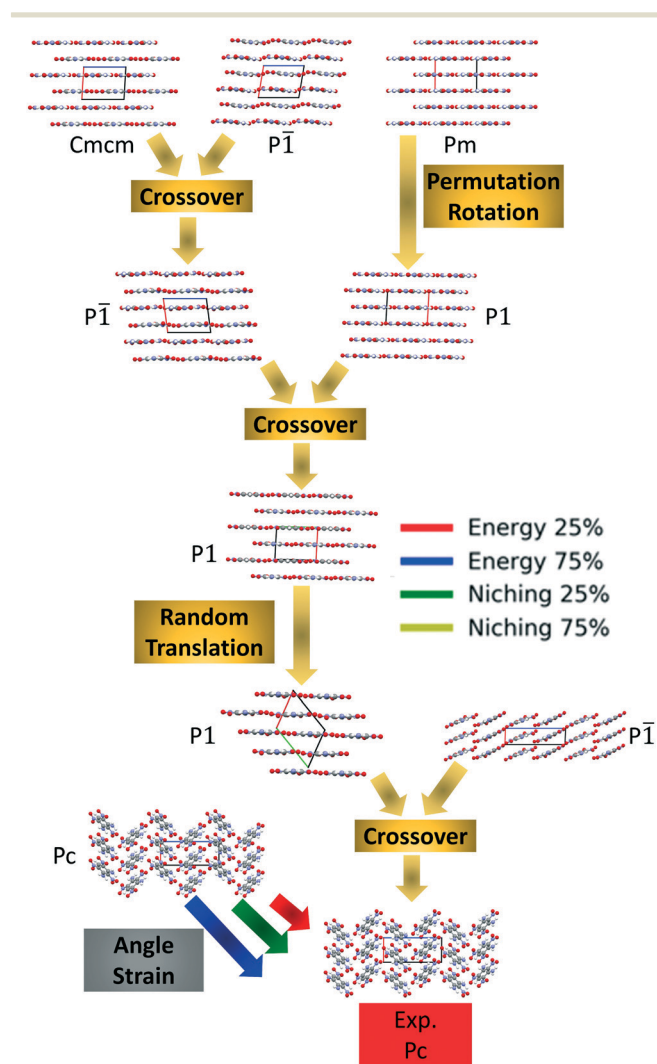 Cmcm
P1̅
Pm
Crossover
Permutation
Rotation
P1̅
P1
Crossover
P1
Energy 25%
Energy 75%
Niching 25%
Niching 75%
Random
Translation
P1
P1̅
Crossover
Pc
Angle
Strain
Exp.
Pc